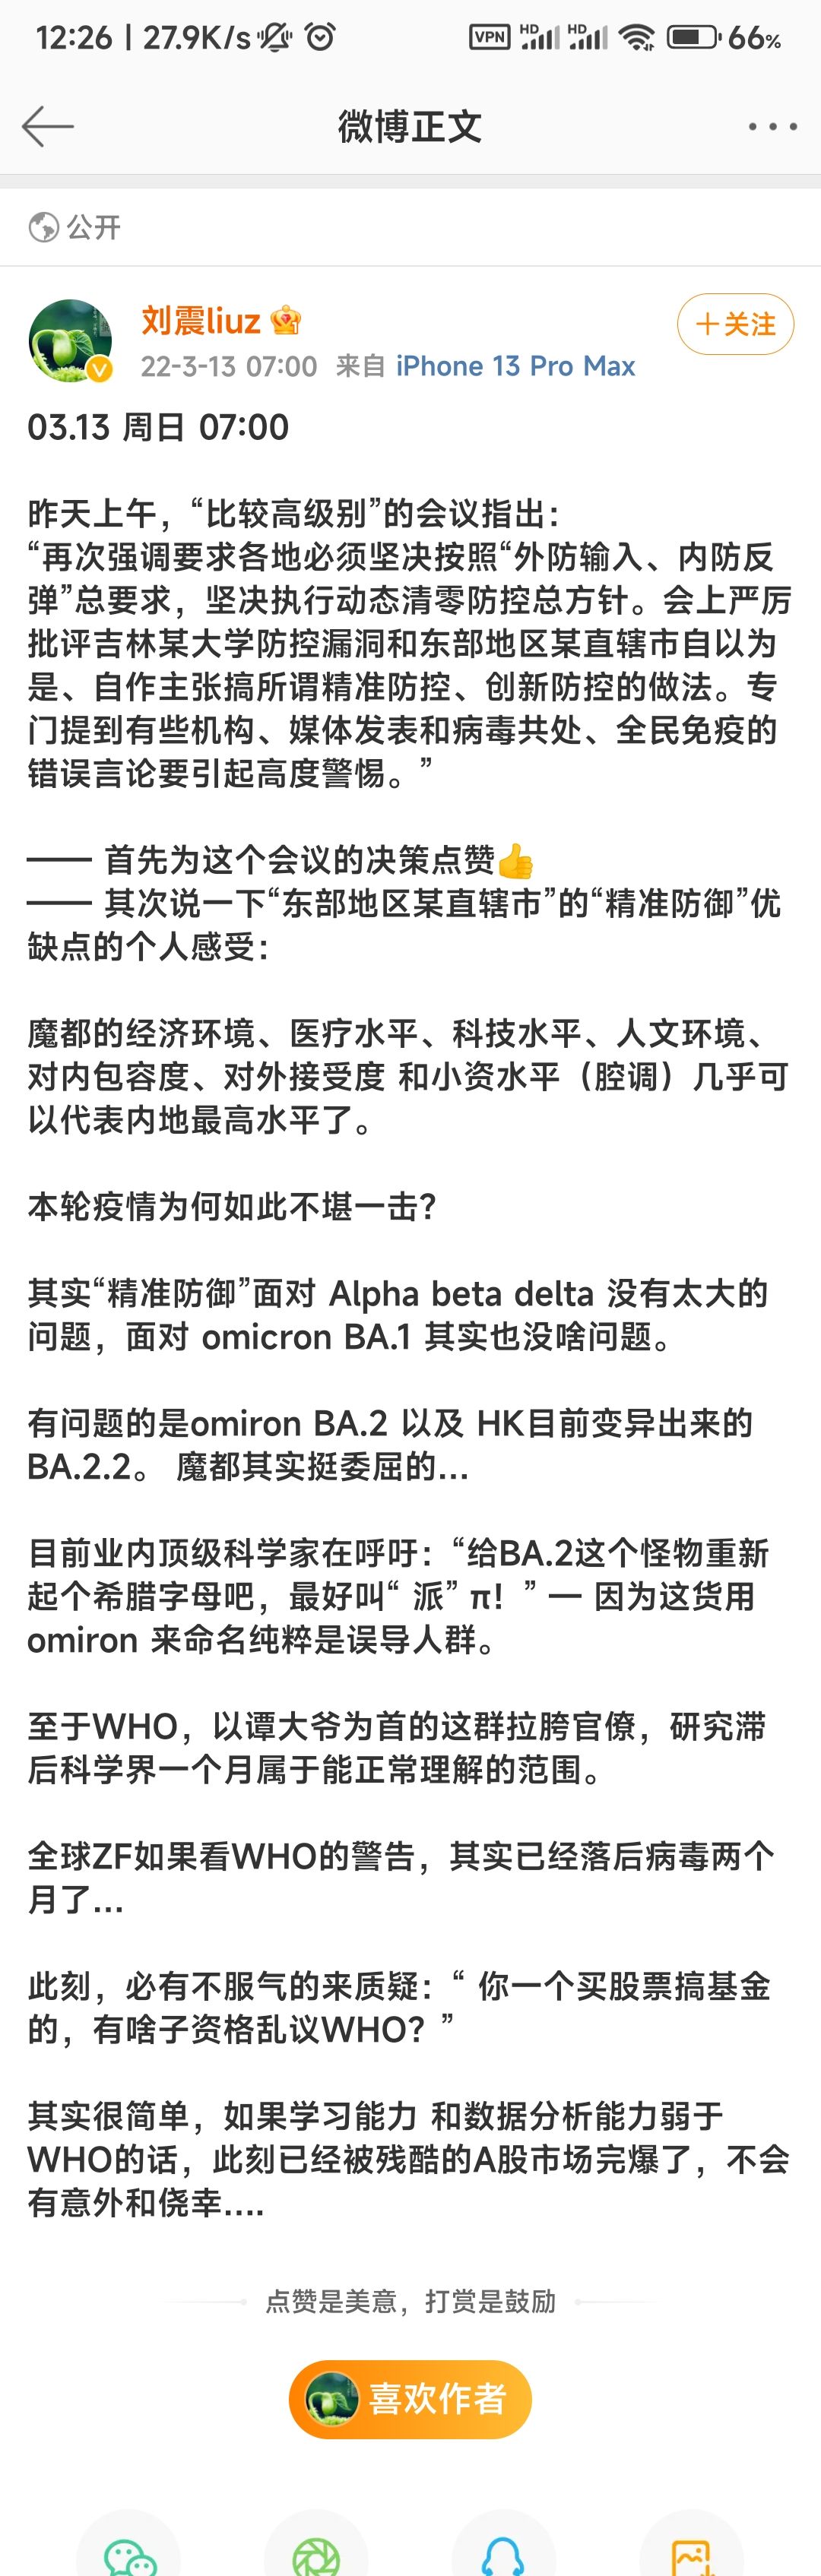 12:26 | 27.9K/s
VPN HD HD 66%
微博正文
公开
刘震liuz
+关注
22-3-13 07:00 来自 iPhone 13 Pro Max
03.13 周日 07:00
昨天上午，“比较高级别”的会议指出：
“再次强调要求各地必须坚决按照“外防输入、内防反
弹”总要求，坚决执行动态清零防控总方针。会上严厉
批评吉林某大学防控漏洞和东部地区某直辖市自以为
是、自作主张搞所谓精准防控、创新防控的做法。专
门提到有些机构、媒体发表和病毒共处、全民免疫的
错误言论要引起高度警惕。”
—— 首先为这个会议的决策点赞👍
—— 其次说一下“东部地区某直辖市”的“精准防御”优
缺点的个人感受：
魔都的经济环境、医疗水平、科技水平、人文环境、
对内包容度、对外接受度 和小资水平（腔调）几乎可
以代表内地最高水平了。
本轮疫情为何如此不堪一击？
其实“精准防御”面对 Alpha beta delta 没有太大的
问题，面对 omicron BA.1 其实也没啥问题。
有问题的是omiron BA.2 以及 HK目前变异出来的
BA.2.2。 魔都其实挺委屈的...
目前业内顶级科学家在呼吁：“给BA.2这个怪物重新
起个希腊字母吧，最好叫“ 派” π！” — 因为这货用
omiron 来命名纯粹是误导人群。
至于WHO，以谭大爷为首的这群拉胯官僚，研究滞
后科学界一个月属于能正常理解的范围。
全球ZF如果看WHO的警告，其实已经落后病毒两个
月了...
此刻，必有不服气的来质疑：“ 你一个买股票搞基金
的，有啥子资格乱议WHO？”
其实很简单，如果学习能力 和数据分析能力弱于
WHO的话，此刻已经被残酷的A股市场完爆了，不会
有意外和侥幸....
点赞是美意，打赏是鼓励
喜欢作者